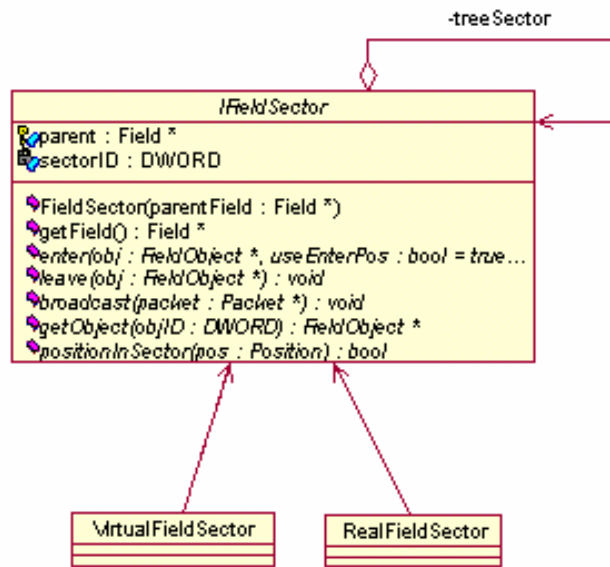 -treeSector
IFieldSector
parent : Field *
sectorID : DWORD
FieldSector(parentField : Field *)
getField() : Field *
enter(obj : FieldObject *, useEnterPos : bool = true...
leave(obj : FieldObject *) : void
broadcast(packet : Packet *) : void
getObject(objID : DWORD) : FieldObject *
positionInSector(pos : Position) : bool
VirtualFieldSector
RealFieldSector